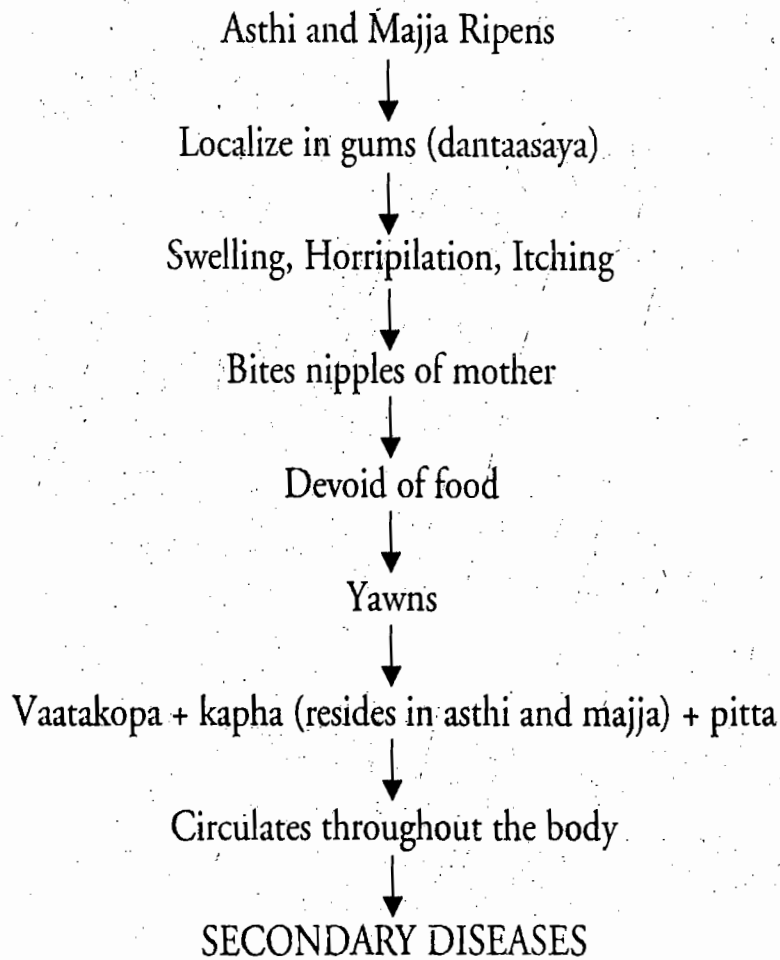 Asthi and Majja Ripens
Localize in gums (dantaasaya)
Swelling, Horripilation, Itching
Bites nipples of mother
Devoid of food
Yawns
Vaatakopa + kapha (resides in asthi and majja) + pitta
Circulates throughout the body
SECONDARY DISEASES